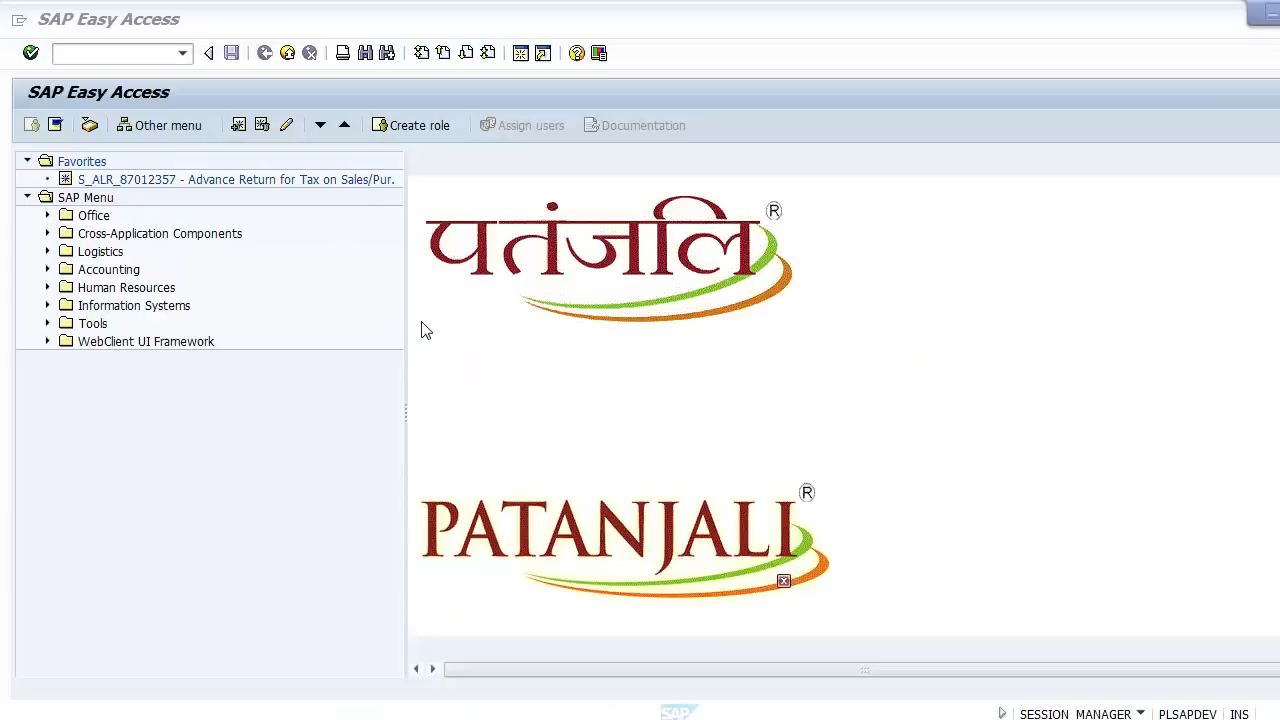 SAP Easy Access
SAP Easy Access
Other menu Create role Assign users Documentation
Favorites
S_ALR_87012357 - Advance Return for Tax on Sales/Pur.
SAP Menu
Office
Cross-Application Components
Logistics
Accounting
Human Resources
Information Systems
Tools
WebClient UI Framework
पतंजलि ®
PATANJALI ®
SAP SESSION_MANAGER PLSAPDEV INS